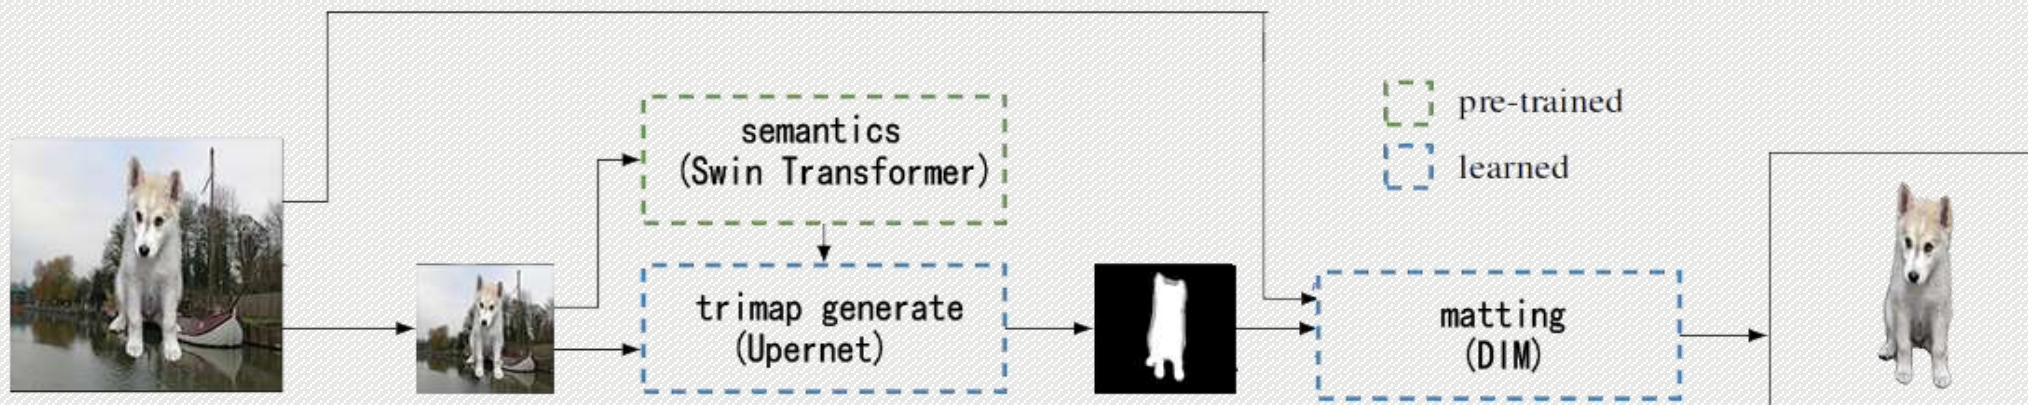 semantics
(Swin Transformer)
trimap generate
(Upernet)
pre-trained
learned
matting
(DIM)